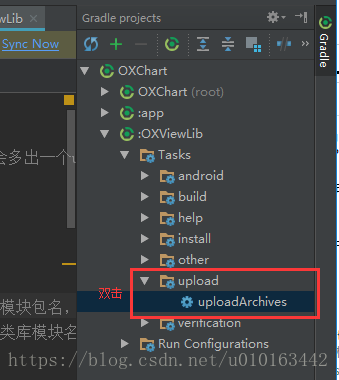 ewLib
Gradle projects
Sync Now
Gradle
OXChart
OXChart (root)
:app
会多出一个u
:OXViewLib
Tasks
android
build
help
install
other
upload
双击
uploadArchives
模块包名，
verification
类库模块名
Run Configurations
https://blog.csdn.net/u010163442